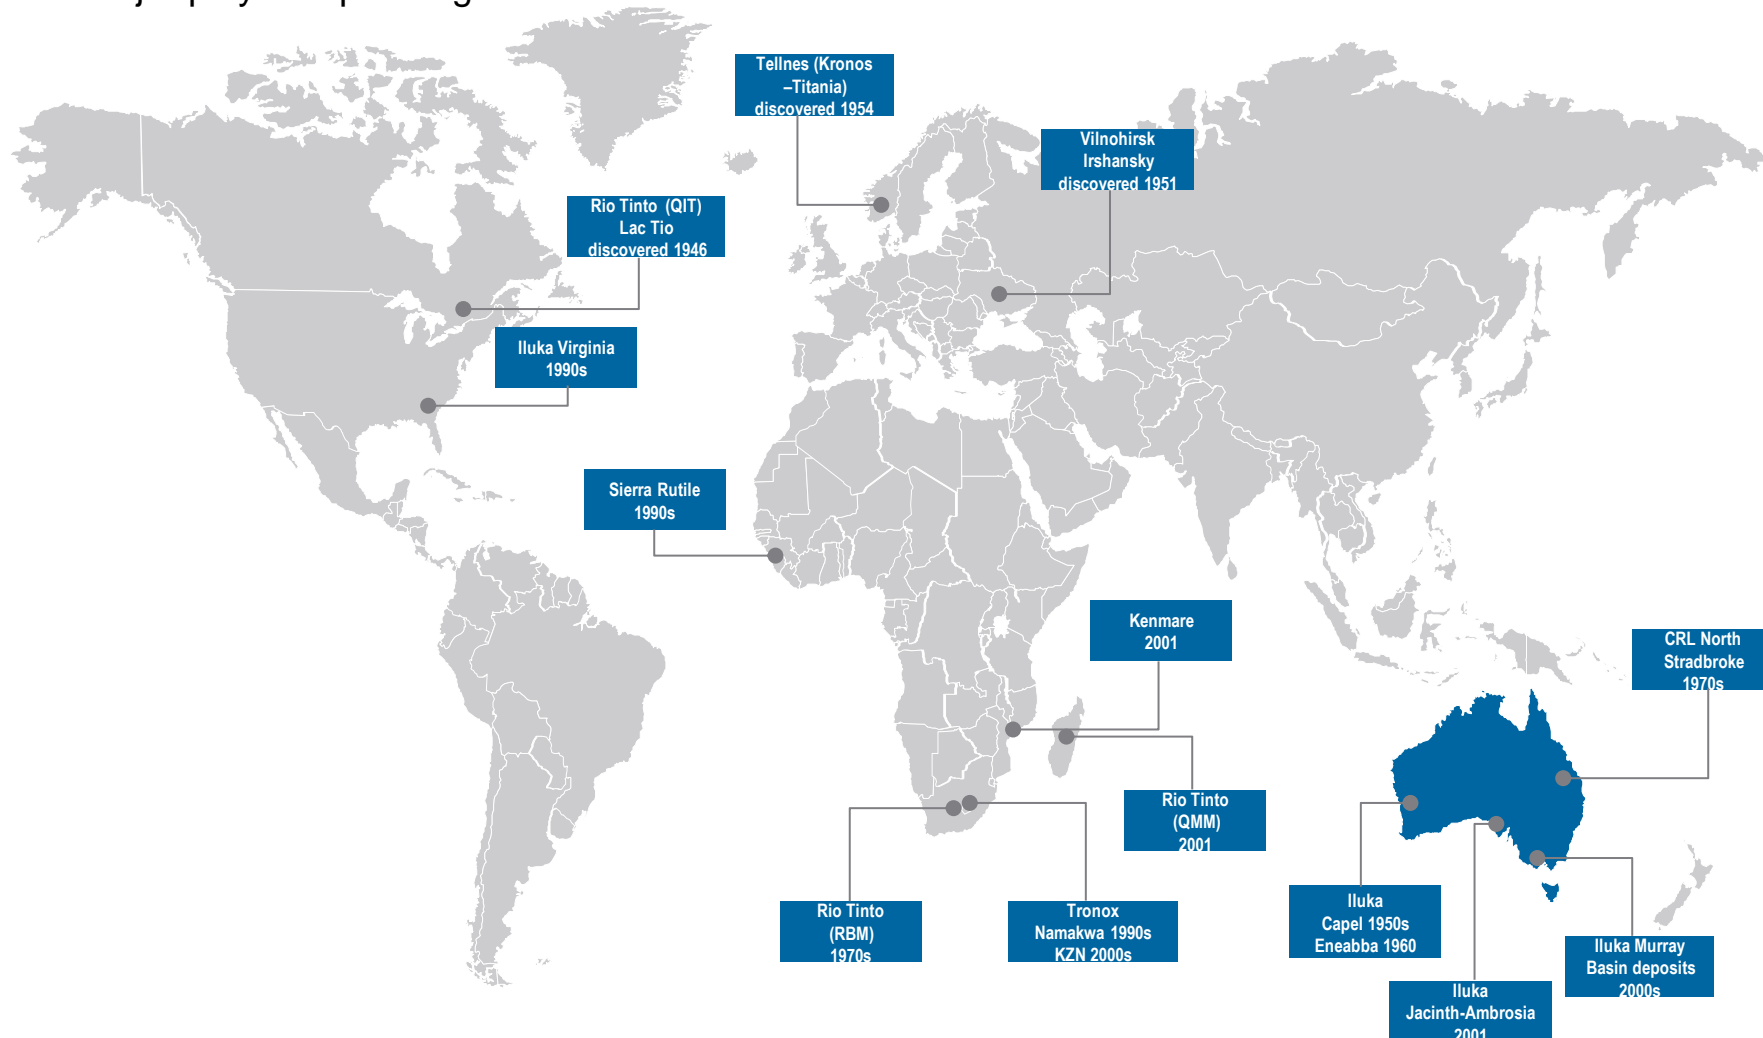 Tellnes (Kronos
–Titania)
discovered 1954
Vilnohirsk
Irshansky
discovered 1951
Rio Tinto (QIT)
Lac Tio
discovered 1946
Iluka Virginia
1990s
Sierra Rutile
1990s
Kenmare
2001
CRL North
Stradbroke
1970s
Rio Tinto
(QMM)
2001
Rio Tinto
(RBM)
1970s
Tronox
Namakwa 1990s
KZN 2000s
Iluka
Capel 1950s
Eneabba 1960
Iluka Murray
Basin deposits
2000s
Iluka
Jacinth-Ambrosia
2001